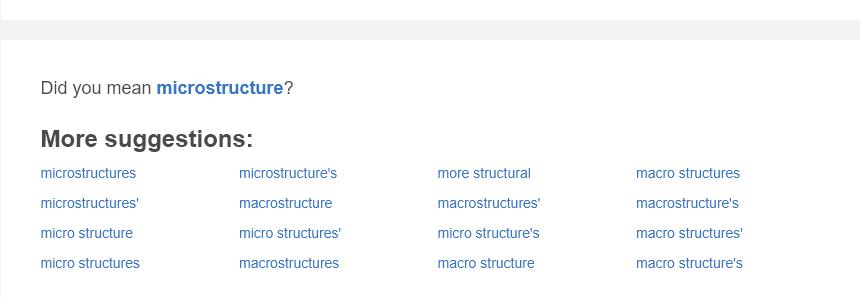 Did you mean microstructure?
More suggestions:
microstructures microstructure's more structural macro structures
microstructures' macrostructure macrostructures' macrostructure's
micro structure micro structures' micro structure's macro structures'
micro structures macrostructures macro structure macro structure's